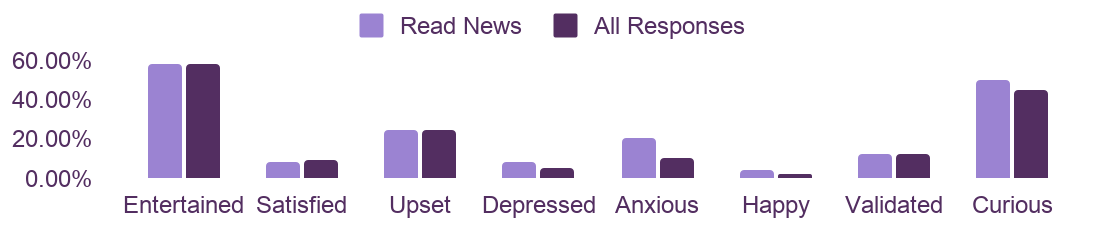 Read News All Responses
60.00%
40.00%
20.00%
0.00%
Entertained Satisfied Upset Depressed Anxious Happy Validated Curious